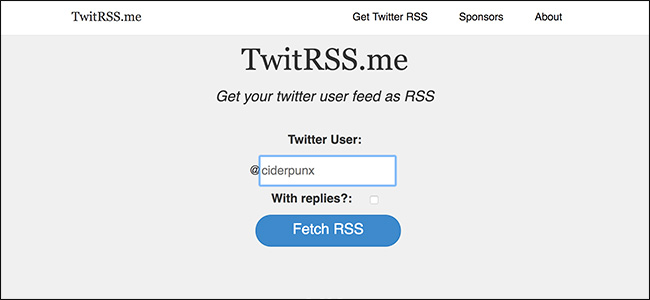 TwitRSS.me Get Twitter RSS Sponsors About
TwitRSS.me
Get your twitter user feed as RSS
Twitter User:
@ciderpunx
With replies?:
Fetch RSS